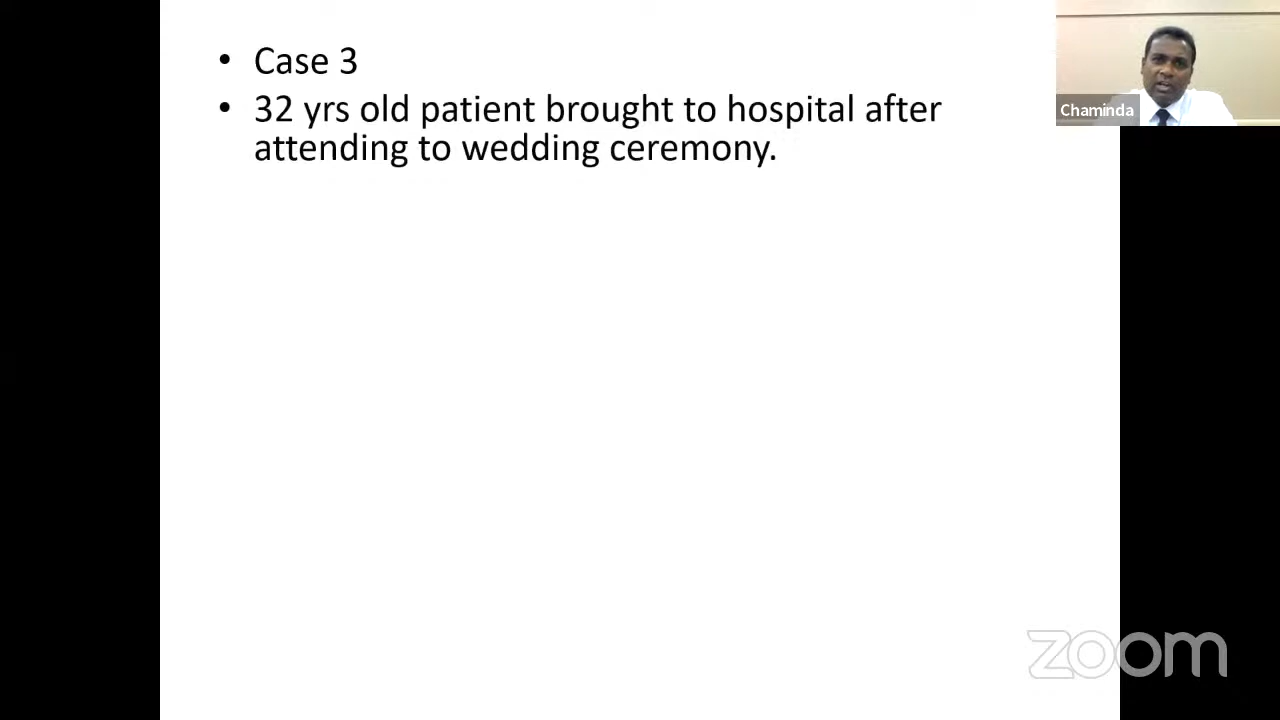 • Case 3
• 32 yrs old patient brought to hospital after
attending to wedding ceremony.
Chaminda
zoom